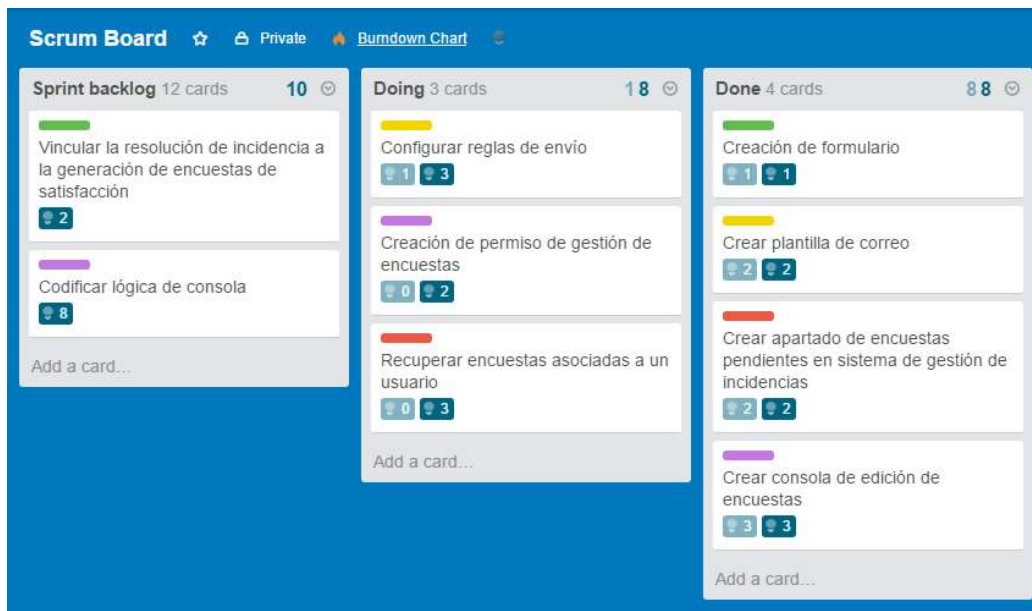 Scrum Board Private Burndown Chart
Sprint backlog 12 cards 10
Vincular la resolución de incidencia a
la generación de encuestas de
satisfacción
2
Codificar lógica de consola
8
Add a card...
Doing 3 cards 1 8
Configurar reglas de envío
1 3
Creación de permiso de gestión de
encuestas
0 2
Recuperar encuestas asociadas a un
usuario
0 3
Add a card...
Done 4 cards 8 8
Creación de formulario
1 1
Crear plantilla de correo
2 2
Crear apartado de encuestas
pendientes en sistema de gestión de
incidencias
2 2
Crear consola de edición de
encuestas
3 3
Add a card...